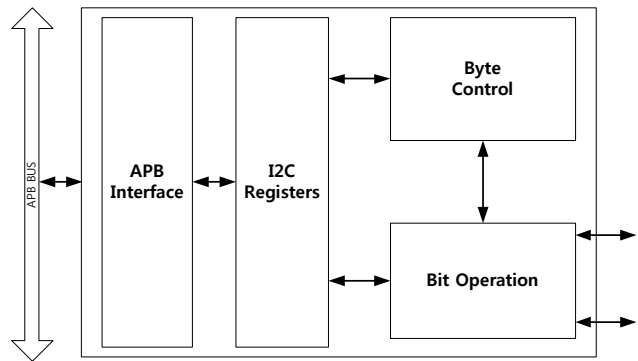 APB BUS
APB
Interface
I2C
Registers
Byte
Control
Bit Operation